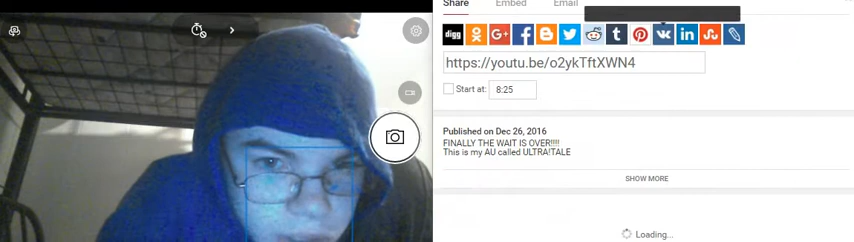 Share Embed Email
digg
https://youtu.be/o2ykTftXWN4
Start at: 8:25
Published on Dec 26, 2016
FINALLY THE WAIT IS OVER!!!!!
This is my AU called ULTRA!TALE
SHOW MORE
Loading...